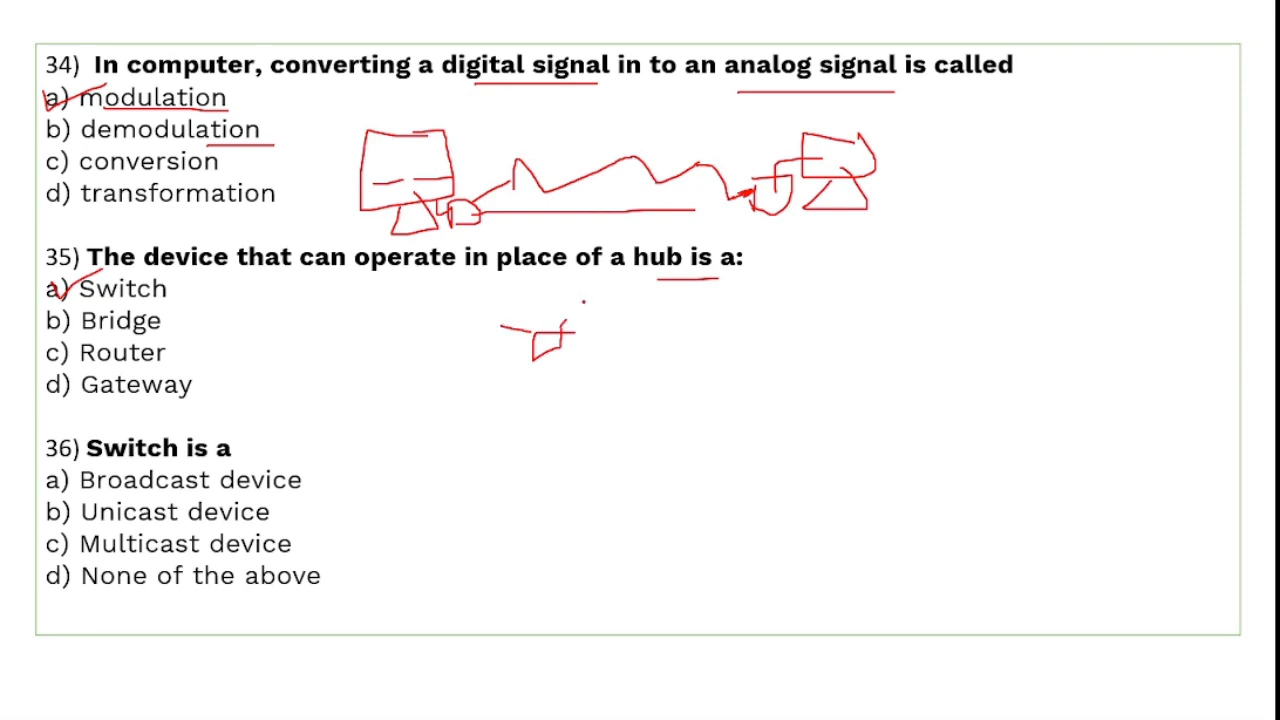 34) In computer, converting a digital signal in to an analog signal is called
a) modulation
b) demodulation
c) conversion
d) transformation
35) The device that can operate in place of a hub is a:
a) Switch
b) Bridge
c) Router
d) Gateway
36) Switch is a
a) Broadcast device
b) Unicast device
c) Multicast device
d) None of the above